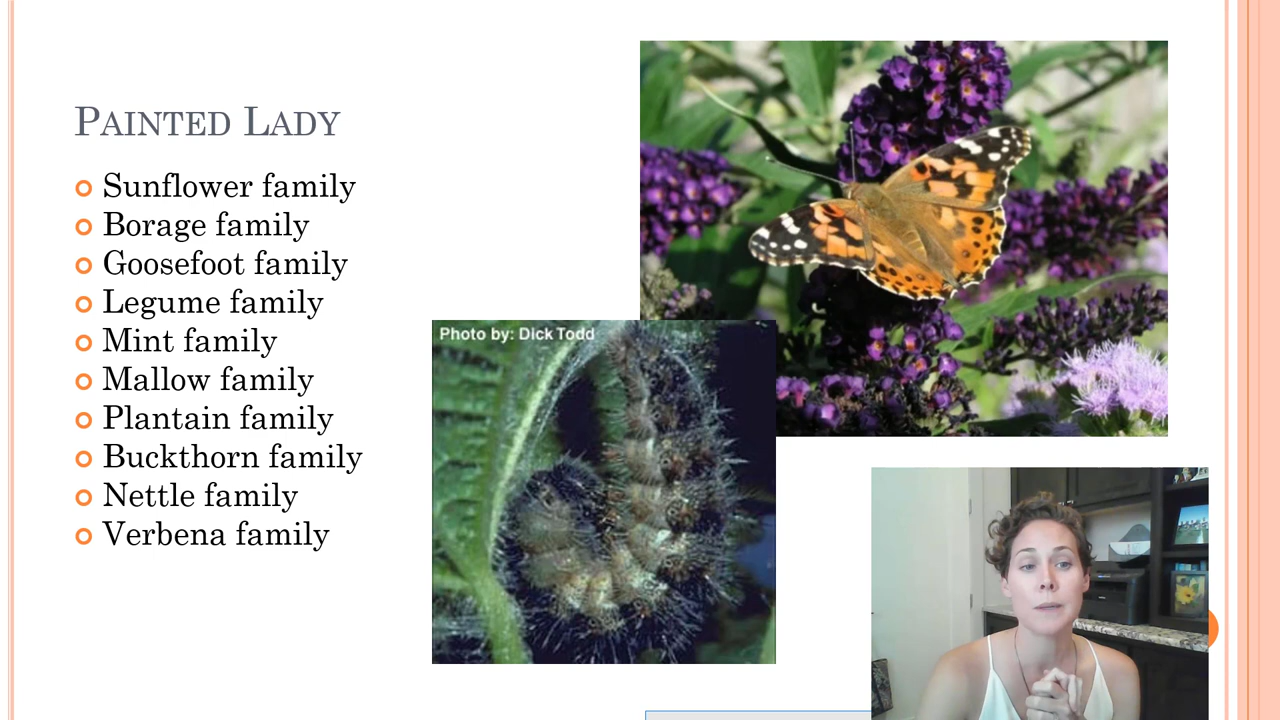 Painted Lady
Sunflower family
Borage family
Goosefoot family
Legume family
Mint family
Mallow family
Plantain family
Buckthorn family
Nettle family
Verbena family
Photo by: Dick Todd